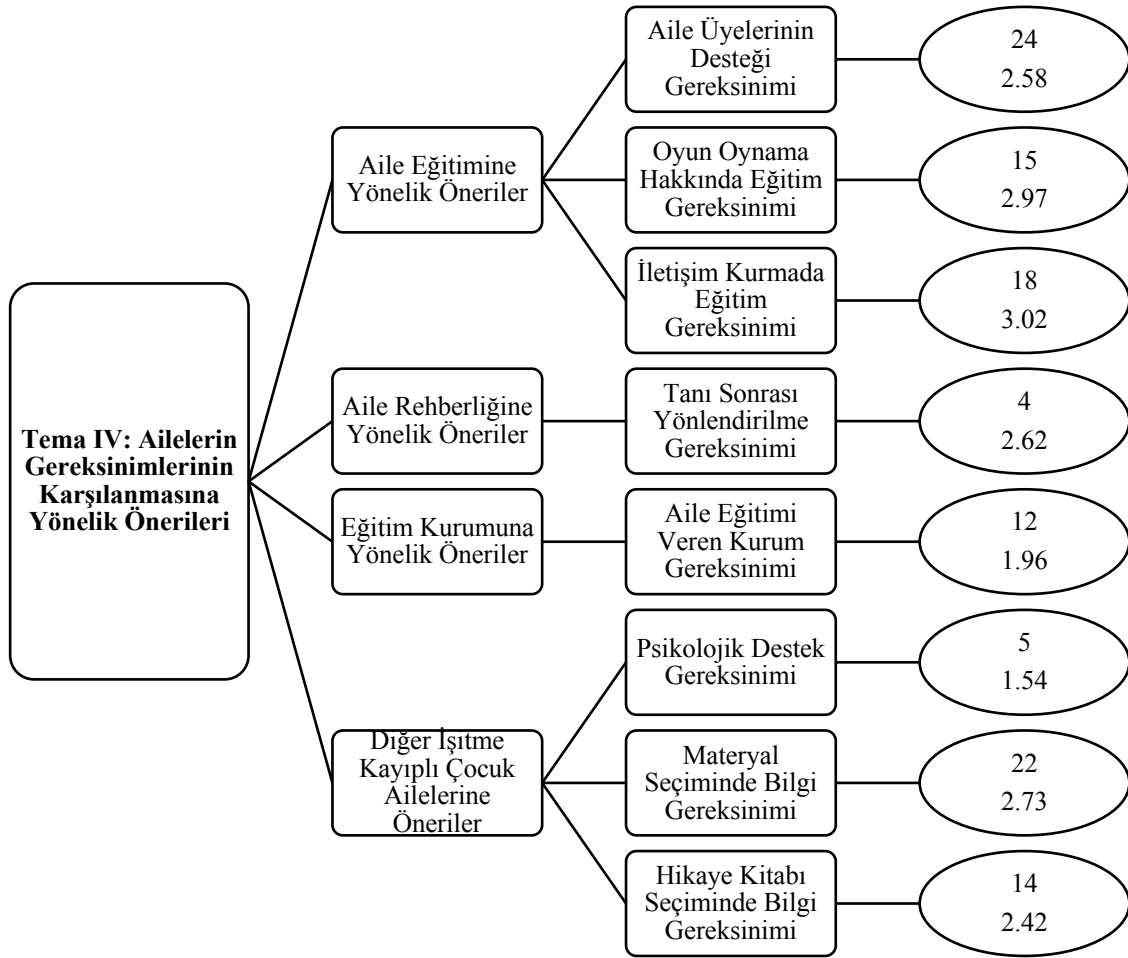 Tema IV: Ailelerin
Gereksinimlerinin
Karşılanmasına
Yönelik Önerileri
Aile Eğitimine
Yönelik Öneriler
Aile Üyelerinin
Desteği
Gereksinimi
24
2.58
Oyun Oynama
Hakkında Eğitim
Gereksinimi
15
2.97
İletişim Kurmada
Eğitim
Gereksinimi
18
3.02
Aile Rehberliğine
Yönelik Öneriler
Tanı Sonrası
Yönlendirilme
Gereksinimi
4
2.62
Eğitim Kurumuna
Yönelik Öneriler
Aile Eğitimi
Veren Kurum
Gereksinimi
12
1.96
Diğer İşitme
Kayıplı Çocuk
Ailelerine
Öneriler
Psikolojik Destek
Gereksinimi
5
1.54
Materyal
Seçiminde Bilgi
Gereksinimi
22
2.73
Hikaye Kitabı
Seçiminde Bilgi
Gereksinimi
14
2.42